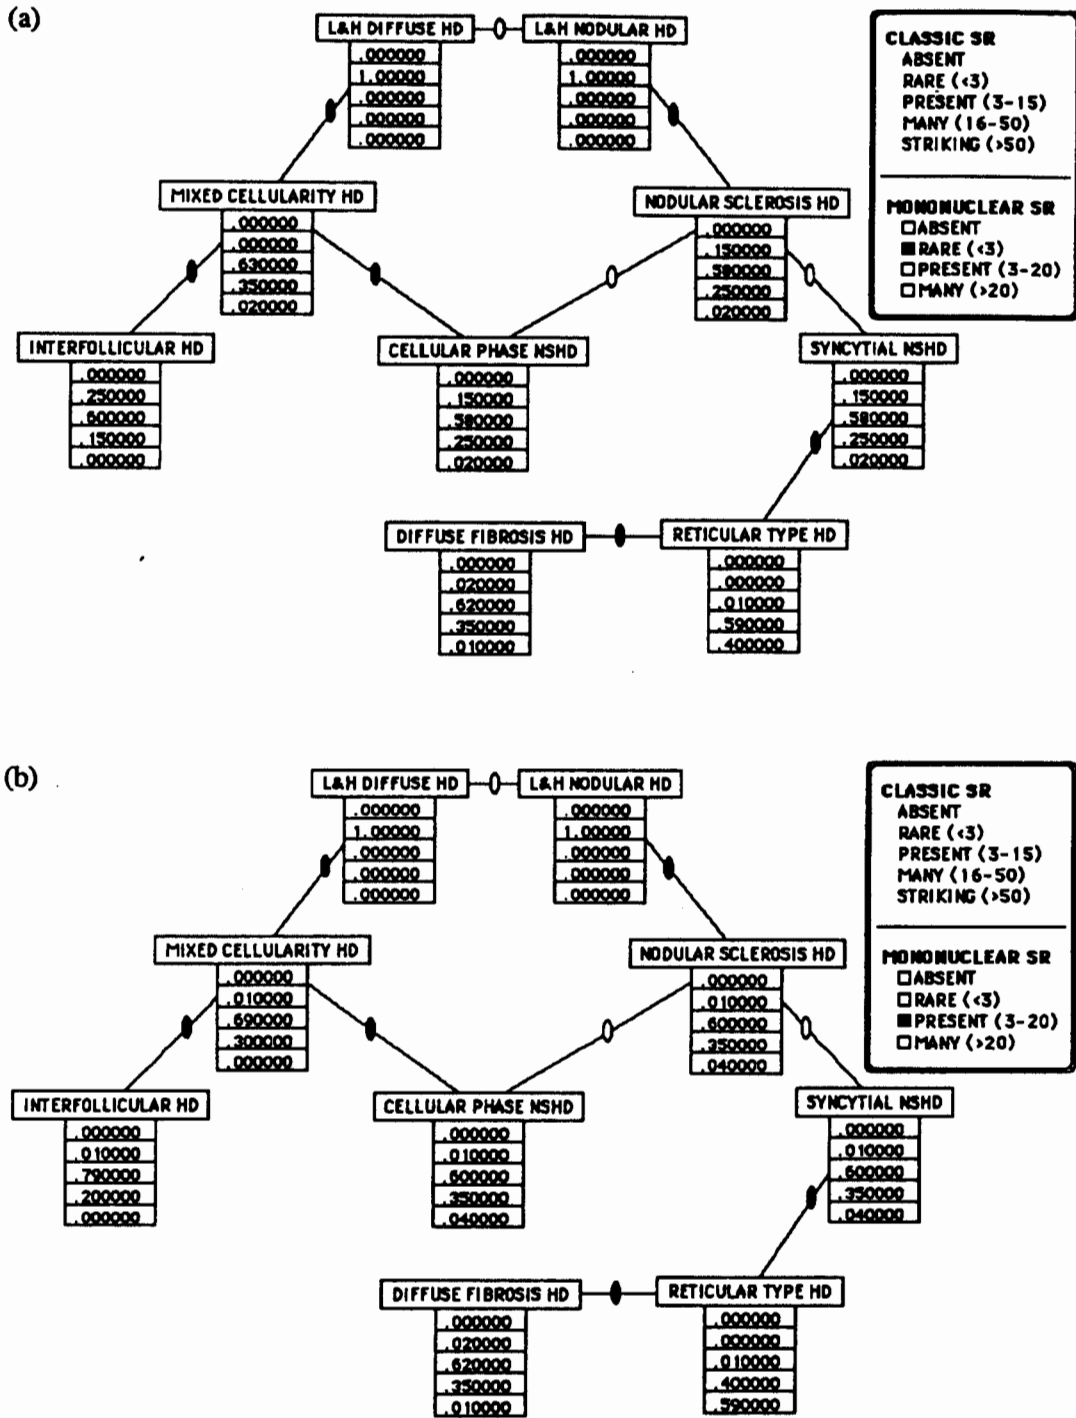 (a)
L&H DIFFUSE HD
L&H NODULAR HD
.000000
1.00000
.000000
.000000
.000000
.000000
1.00000
.000000
.000000
.000000
CLASSIC SR
ABSENT
RARE (<3)
PRESENT (3-15)
MANY (16-50)
STRIKING (>50)
MONONUCLEAR SR
ABSENT
RARE (<3)
PRESENT (3-20)
MANY (>20)
MIXED CELLULARITY HD
.000000
.000000
.630000
.350000
.020000
NODULAR SCLEROSIS HD
.000000
.150000
.580000
.250000
.020000
INTERFOLLICULAR HD
.000000
.250000
.600000
.150000
.000000
CELLULAR PHASE NSHD
.000000
.150000
.580000
.250000
.020000
SYNCYTIAL NSHD
.000000
.150000
.580000
.250000
.020000
DIFFUSE FIBROSIS HD
.000000
.020000
.620000
.350000
.010000
RETICULAR TYPE HD
.000000
.000000
.010000
.590000
.400000
(b)
L&H DIFFUSE HD
L&H NODULAR HD
.000000
1.00000
.000000
.000000
.000000
.000000
1.00000
.000000
.000000
.000000
CLASSIC SR
ABSENT
RARE (<3)
PRESENT (3-15)
MANY (16-50)
STRIKING (>50)
MONONUCLEAR SR
ABSENT
RARE (<3)
PRESENT (3-20)
MANY (>20)
MIXED CELLULARITY HD
.000000
.010000
.690000
.300000
.000000
NODULAR SCLEROSIS HD
.000000
.010000
.600000
.350000
.040000
INTERFOLLICULAR HD
.000000
.010000
.790000
.200000
.000000
CELLULAR PHASE NSHD
.000000
.010000
.600000
.350000
.040000
SYNCYTIAL NSHD
.000000
.010000
.600000
.350000
.040000
DIFFUSE FIBROSIS HD
.000000
.020000
.620000
.350000
.010000
RETICULAR TYPE HD
.000000
.000000
.010000
.400000
.590000